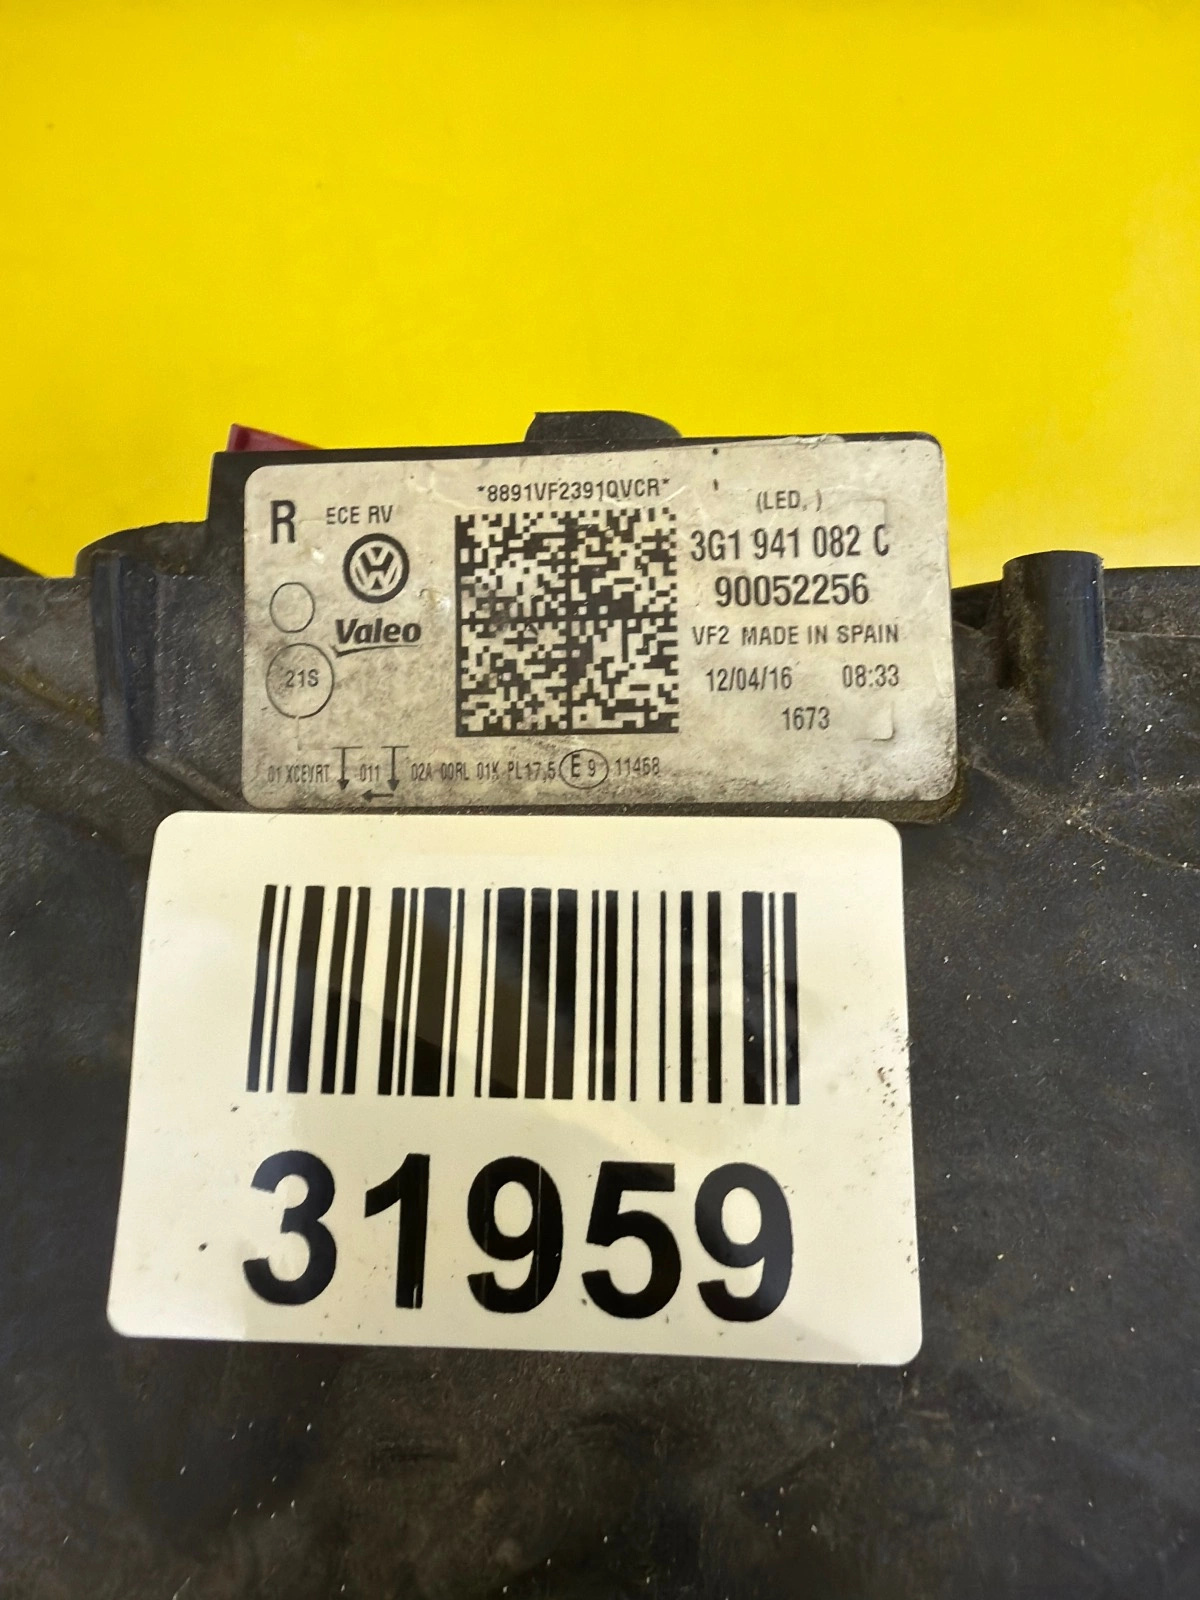 *8891VF2391QVCR*
R ECE RV
(LED, )
3G1 941 082 C
90052256
Valeo
VF2 MADE IN SPAIN
21S
12/04/16 08:33
1673
01 XCEVRT 011 02A 00RL 01K PL17,5 E 9 11458
31959